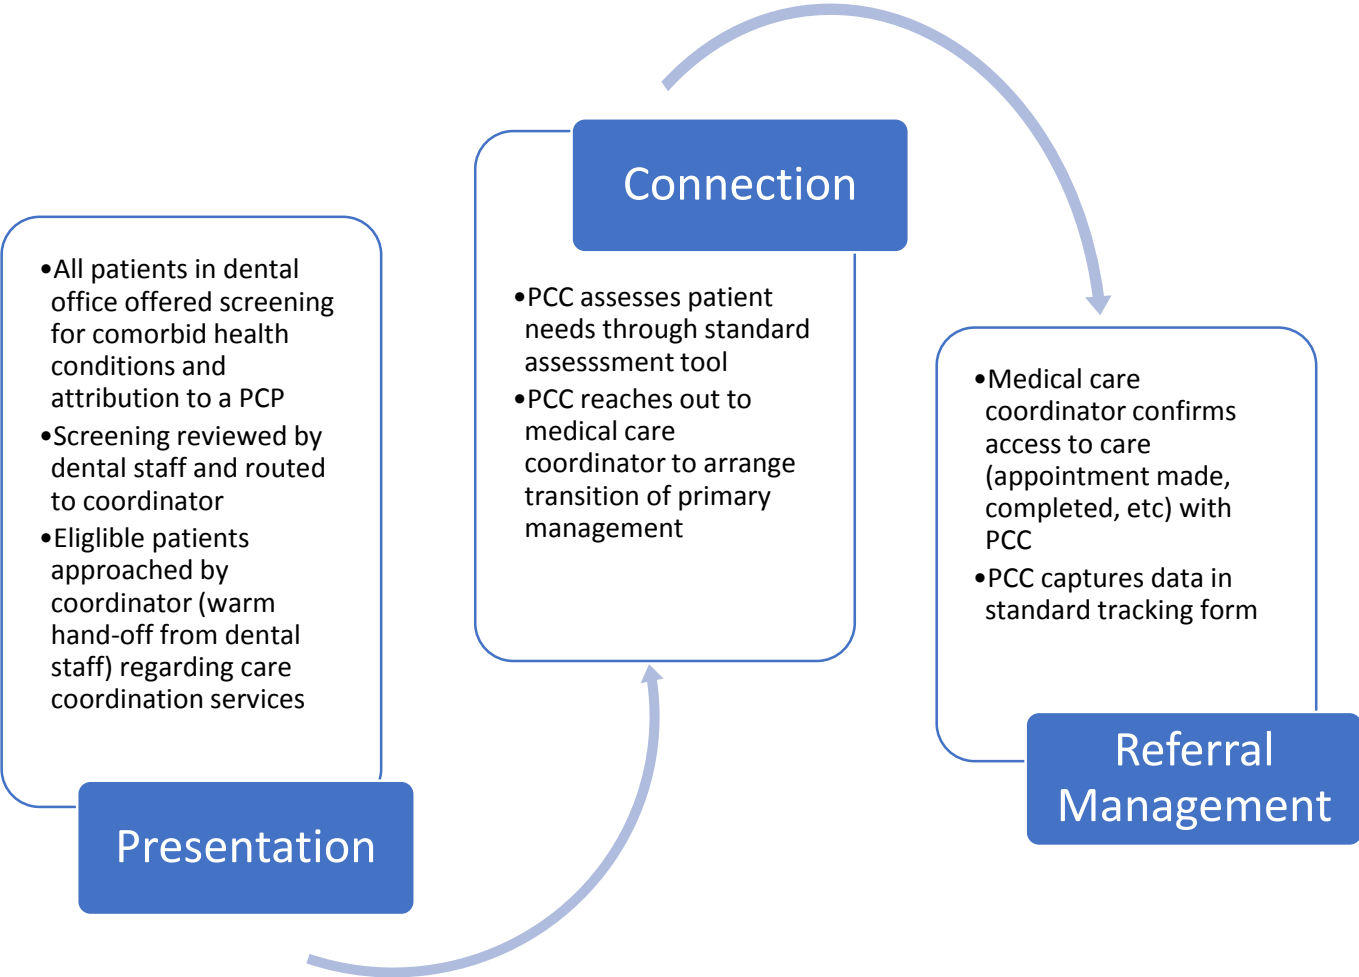 •All patients in dental
office offered screening
for comorbid health
conditions and
attribution to a PCP
•Screening reviewed by
dental staff and routed
to coordinator
•Eliglible patients
approached by
coordinator (warm
hand-off from dental
staff) regarding care
coordination services
Presentation
Connection
•PCC assesses patient
needs through standard
assesssment tool
•PCC reaches out to
medical care
coordinator to arrange
transition of primary
management
•Medical care
coordinator confirms
access to care
(appointment made,
completed, etc) with
PCC
•PCC captures data in
standard tracking form
Referral
Management